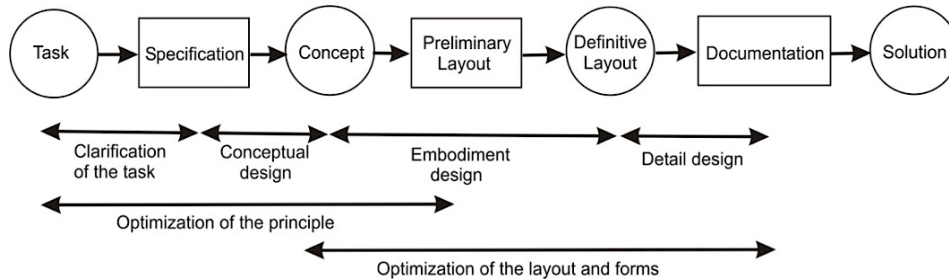 Task
Specification
Concept
Preliminary
Layout
Definitive
Layout
Documentation
Solution
Clarification
of the task
Conceptual
design
Embodiment
design
Detail design
Optimization of the principle
Optimization of the layout and forms